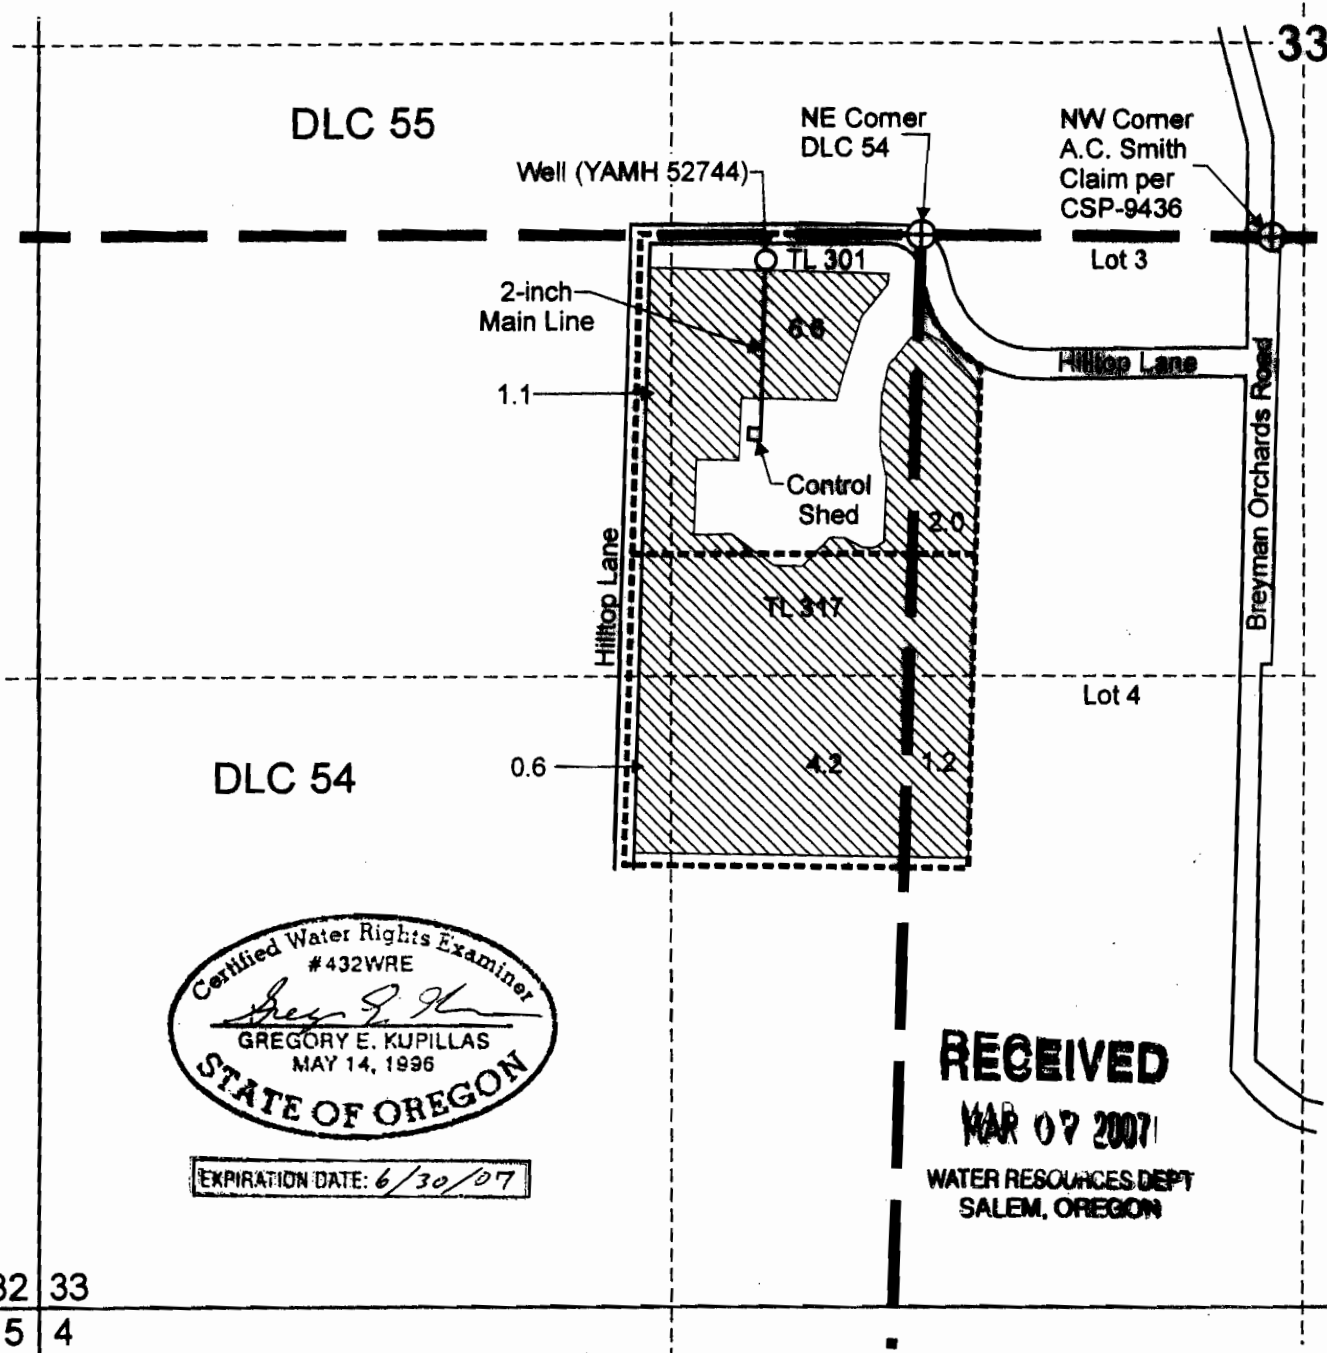 33
DLC 55
NE Corner
DLC 54
NW Corner
A.C. Smith
Claim per
CSP-9436
Well (YAMH 52744)
TL 301
Lot 3
2-inch
Main Line
6.6
Hilltop Lane
1.1
Breyman Orchards Road
Control
Shed
2.0
Hilltop Lane
TL 317
Lot 4
DLC 54
0.6
4.2
1.2
Certified Water Rights Examiner
#432WRE
GREGORY E. KUPILLAS
MAY 14, 1996
STATE OF OREGON
EXPIRATION DATE: 6/30/07
RECEIVED
MAR 07 2007
WATER RESOURCES DEPT
SALEM, OREGON
32 33
5 4